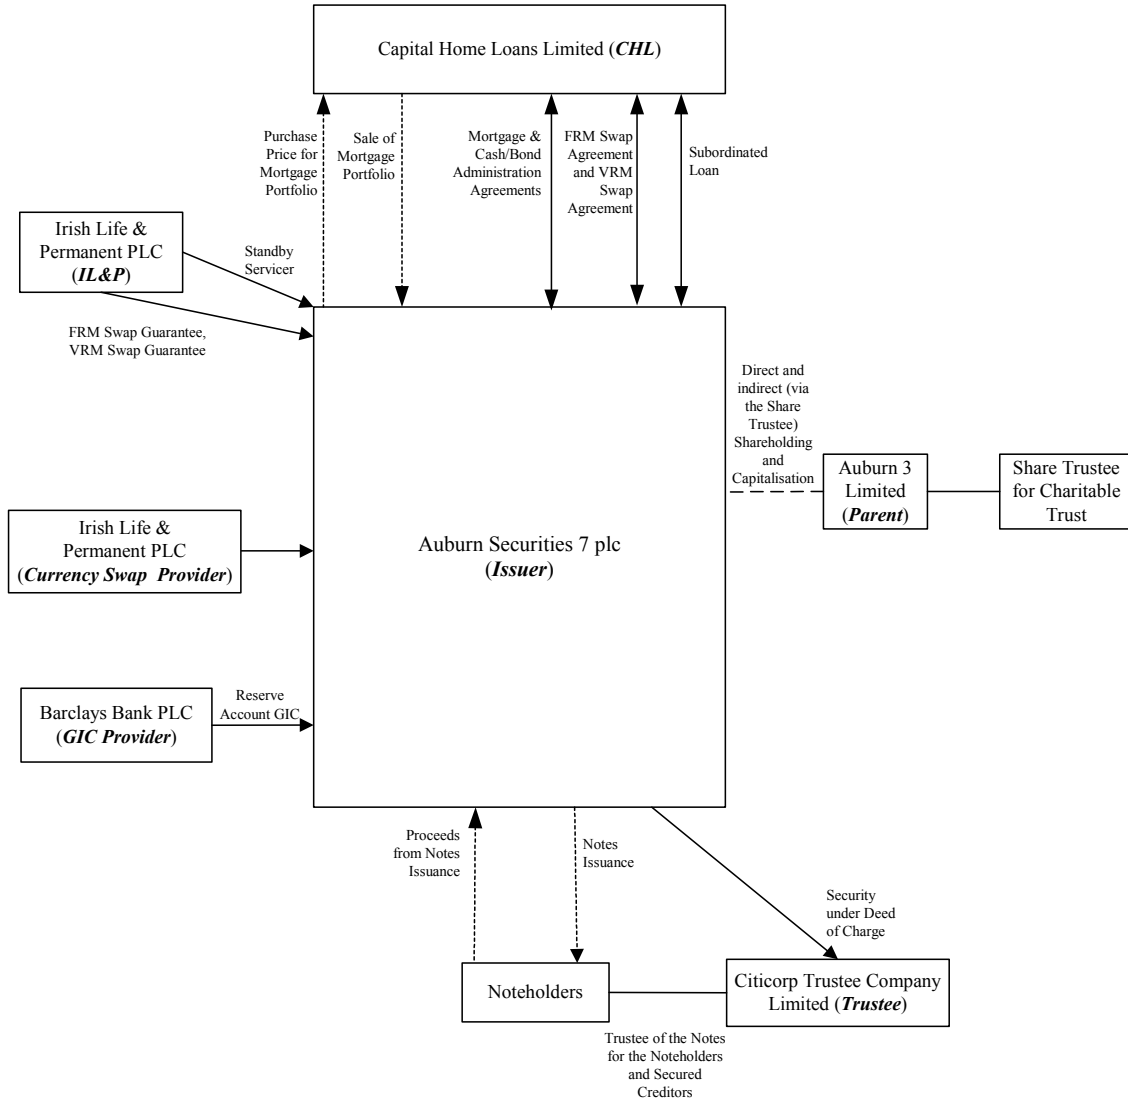 Capital Home Loans Limited (CHL)
Purchase
Price for
Mortgage
Portfolio
Sale of
Mortgage
Portfolio
Mortgage &
Cash/Bond
Administration
Agreements
FRM Swap
Agreement
and VRM
Swap
Agreement
Subordinated
Loan
Irish Life &
Permanent PLC
(IL&P)
Standby
Servicer
FRM Swap Guarantee,
VRM Swap Guarantee
Direct and
indirect (via
the Share
Trustee)
Shareholding
and
Capitalisation
Auburn 3
Limited
(Parent)
Share Trustee
for Charitable
Trust
Irish Life &
Permanent PLC
(Currency Swap Provider)
Auburn Securities 7 plc
(Issuer)
Barclays Bank PLC
(GIC Provider)
Reserve
Account GIC
Proceeds
from Notes
Issuance
Notes
Issuance
Security
under Deed
of Charge
Noteholders
Citicorp Trustee Company
Limited (Trustee)
Trustee of the Notes
for the Noteholders
and Secured
Creditors